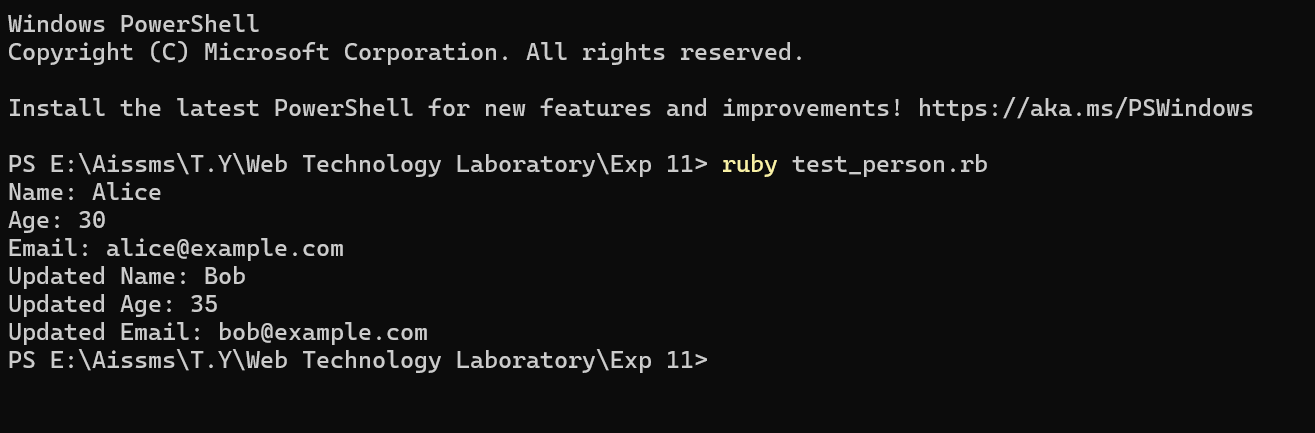 Windows PowerShell
Copyright (C) Microsoft Corporation. All rights reserved.
Install the latest PowerShell for new features and improvements! https://aka.ms/PSWindows
PS E:\Aissms\T.Y\Web Technology Laboratory\Exp 11> ruby test_person.rb
Name: Alice
Age: 30
Email: alice@example.com
Updated Name: Bob
Updated Age: 35
Updated Email: bob@example.com
PS E:\Aissms\T.Y\Web Technology Laboratory\Exp 11>